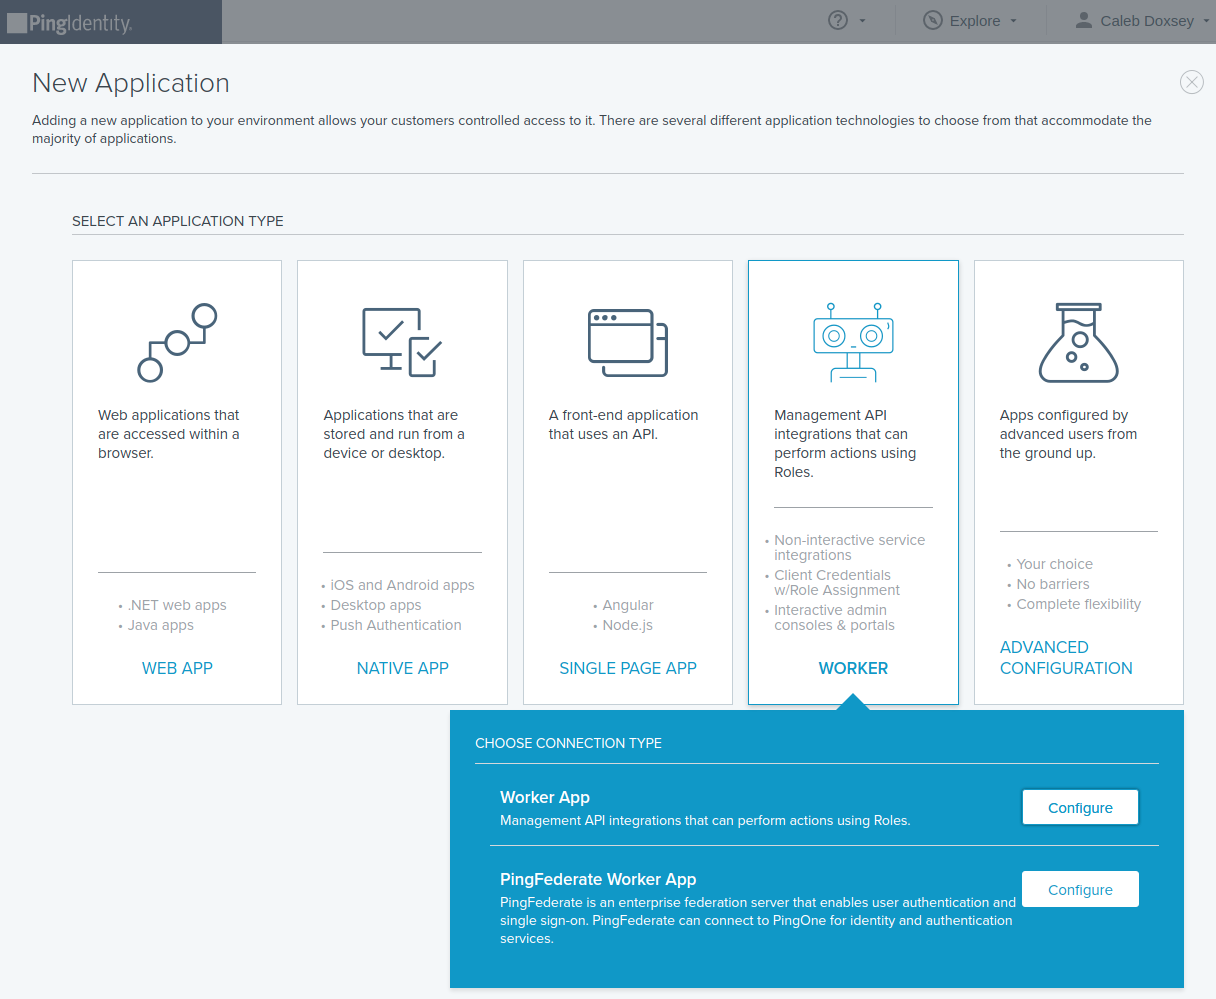 PingIdentity.
Explore
Caleb Doxsey
New Application
Adding a new application to your environment allows your customers controlled access to it. There are several different application technologies to choose from that accommodate the
majority of applications.
SELECT AN APPLICATION TYPE
Web applications that
are accessed within a
browser.
• .NET web apps
• Java apps
WEB APP
Applications that are
stored and run from a
device or desktop.
• iOS and Android apps
• Desktop apps
• Push Authentication
NATIVE APP
A front-end application
that uses an API.
• Angular
• Node.js
SINGLE PAGE APP
Management API
integrations that can
perform actions using
Roles.
• Non-interactive service
integrations
• Client Credentials
w/Role Assignment
• Interactive admin
consoles & portals
WORKER
Apps configured by
advanced users from
the ground up.
• Your choice
• No barriers
• Complete flexibility
ADVANCED
CONFIGURATION
CHOOSE CONNECTION TYPE
Worker App
Management API integrations that can perform actions using Roles.
Configure
PingFederate Worker App
PingFederate is an enterprise federation server that enables user authentication and
single sign-on. PingFederate can connect to PingOne for identity and authentication
services.
Configure